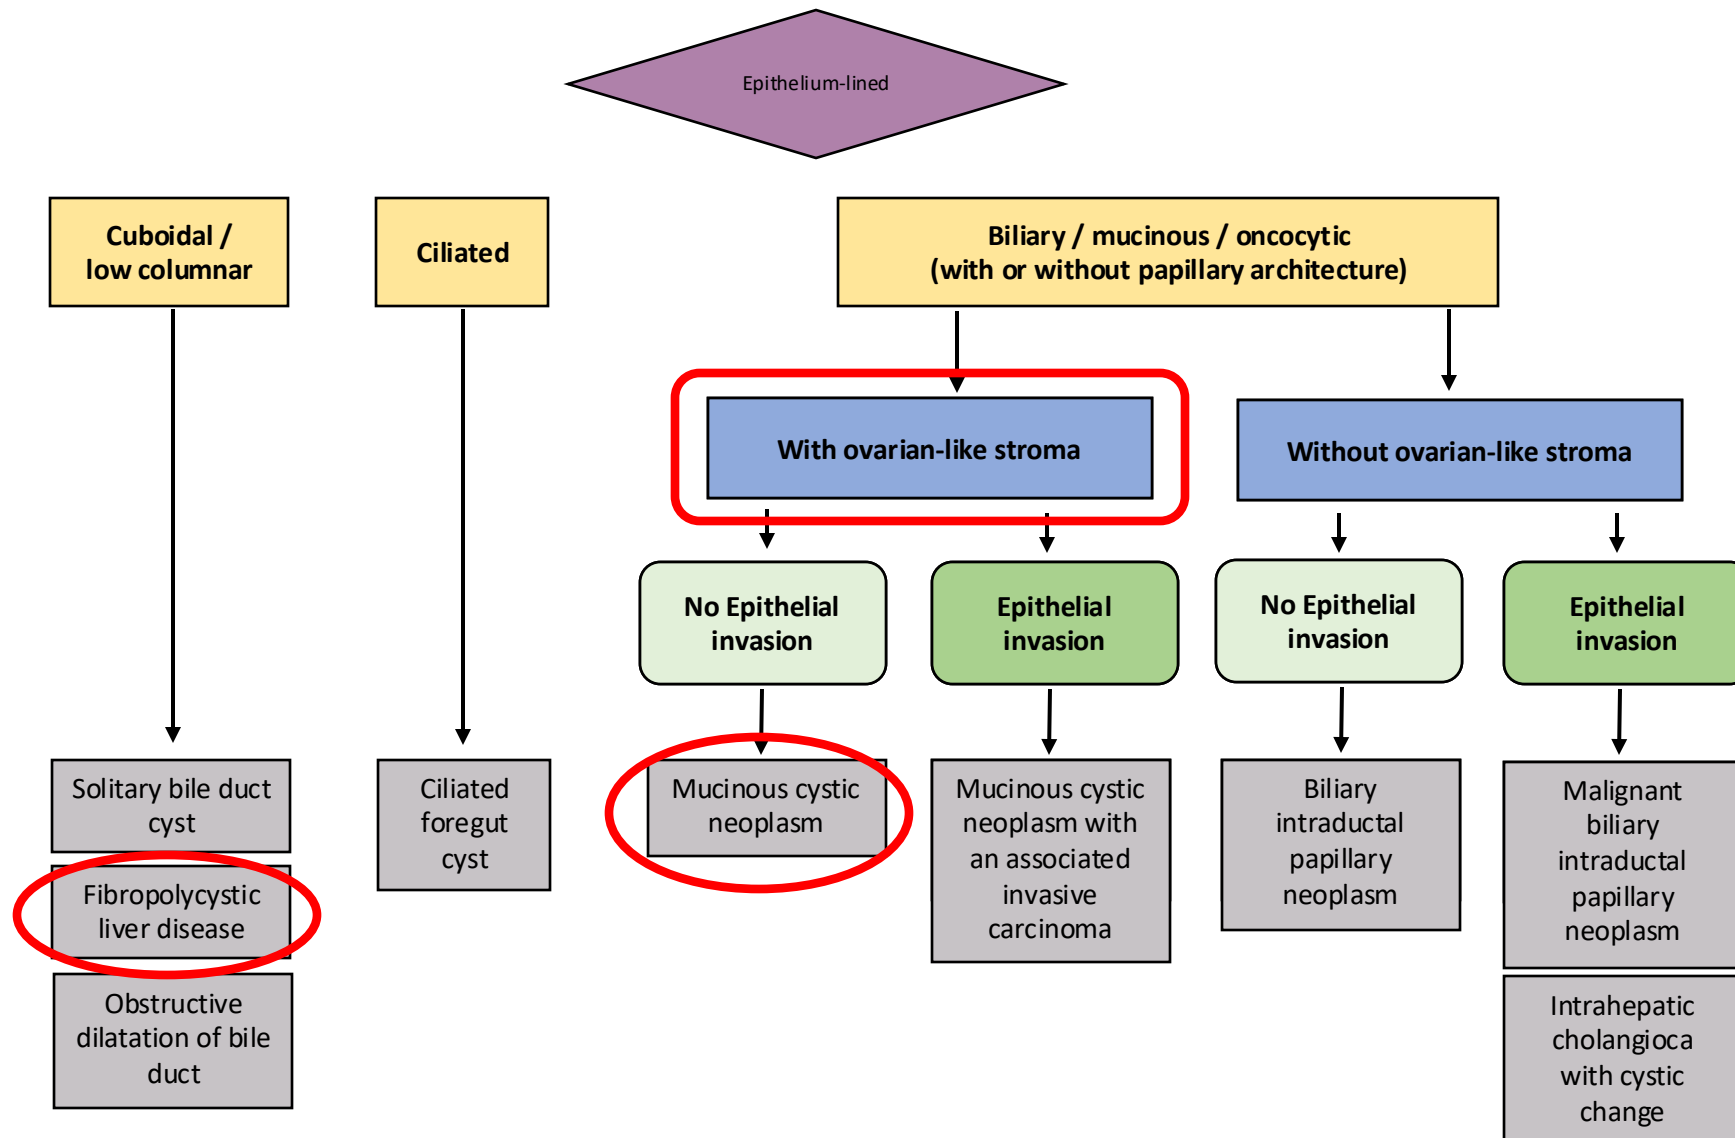 Epithelium-lined
Cuboidal /
low columnar
Ciliated
Biliary / mucinous / oncocytic
(with or without papillary architecture)
With ovarian-like stroma
Without ovarian-like stroma
No Epithelial
invasion
Epithelial
invasion
No Epithelial
invasion
Epithelial
invasion
Solitary bile duct
cyst
Fibropolycystic
liver disease
Obstructive
dilatation of bile
duct
Ciliated
foregut
cyst
Mucinous cystic
neoplasm
Mucinous cystic
neoplasm with
an associated
invasive
carcinoma
Biliary
intraductal
papillary
neoplasm
Malignant
biliary
intraductal
papillary
neoplasm
Intrahepatic
cholangioca
with cystic
change